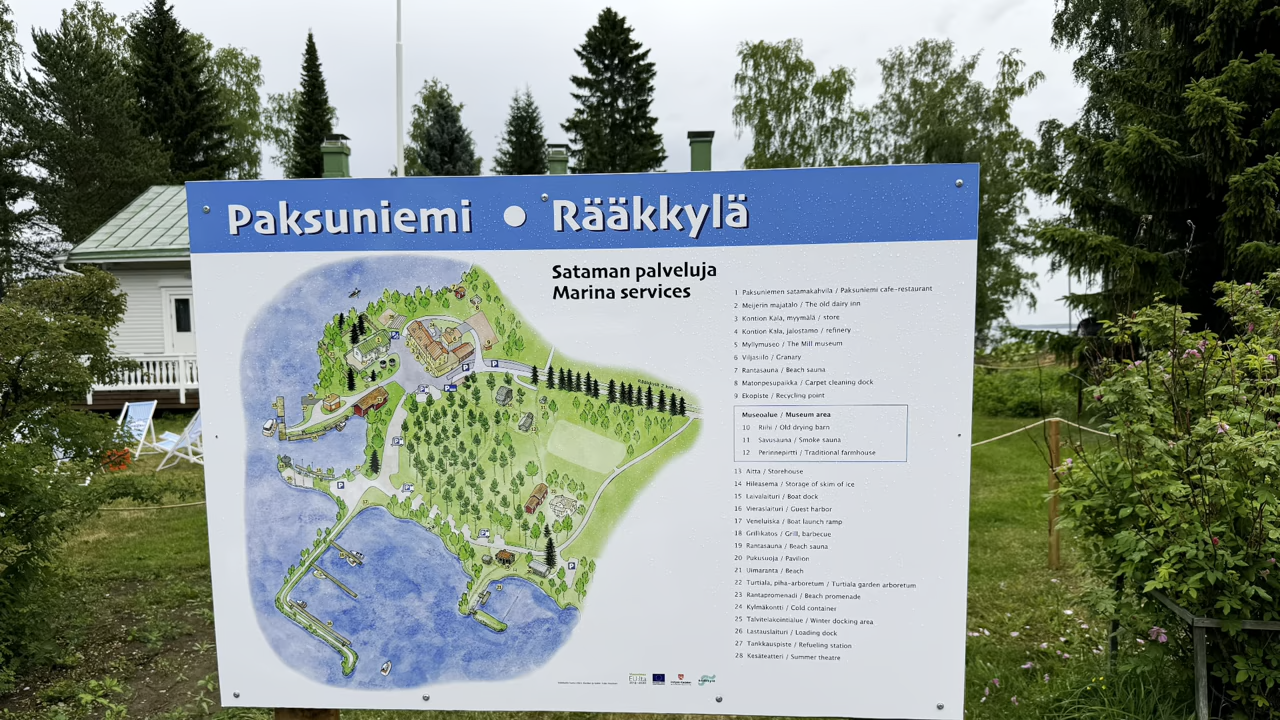 Paksuniemi • Rääkkylä
Sataman palveluja
Marina services
1 Paksuniemen satamakahvila / Paksuniemi cafe-restaurant
2 Meijerin majatalo / The old dairy inn
3 Kontion Kala, myymälä / store
4 Kontion Kala, jalostamo / refinery
5 Myllymuseo / The Mill museum
6 Viljasiilo / Granary
7 Rantasauna / Beach sauna
8 Matonpesupaikka / Carpet cleaning dock
9 Ekopiste / Recycling point
Museoalue / Museum area
10 Riihi / Old drying barn
11 Savusauna / Smoke sauna
12 Perinnepirtti / Traditional farmhouse
13 Aitta / Storehouse
14 Hileasema / Storage of skim of ice
15 Laivalaituri / Boat dock
16 Vieraslaituri / Guest harbor
17 Veneluiska / Boat launch ramp
18 Grillikatos / Grill, barbecue
19 Rantasauna / Beach sauna
20 Pukusuoja / Pavilion
21 Uimaranta / Beach
22 Turtiala, piha-arboretum / Turtiala garden arboretum
23 Rantapromenadi / Beach promenade
24 Kylmäkontti / Cold container
25 Talvitelakointialue / Winter docking area
26 Lastauslaituri / Loading dock
27 Tankkauspiste / Refueling station
28 Kesäteatteri / Summer theatre
Rääkkylä 2 km
P
P
P
P
P
P